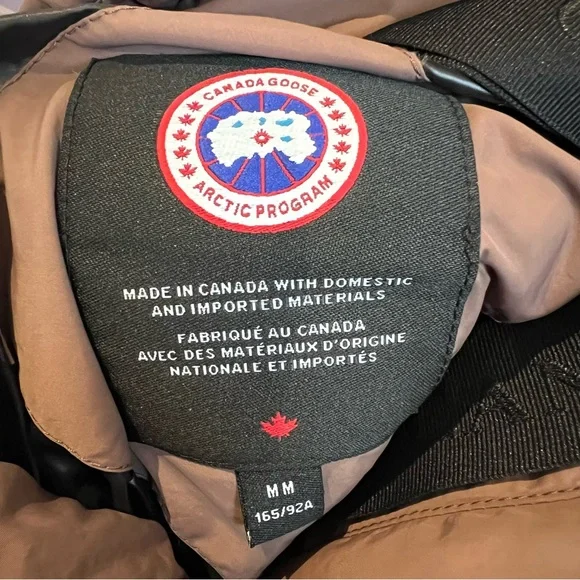 CANADA GOOSE
ARCTIC PROGRAM
MADE IN CANADA WITH DOMESTIC
AND IMPORTED MATERIALS
FABRIQUÉ AU CANADA
AVEC DES MATÉRIAUX D'ORIGINE
NATIONALE ET IMPORTÉS
M M
165/92A